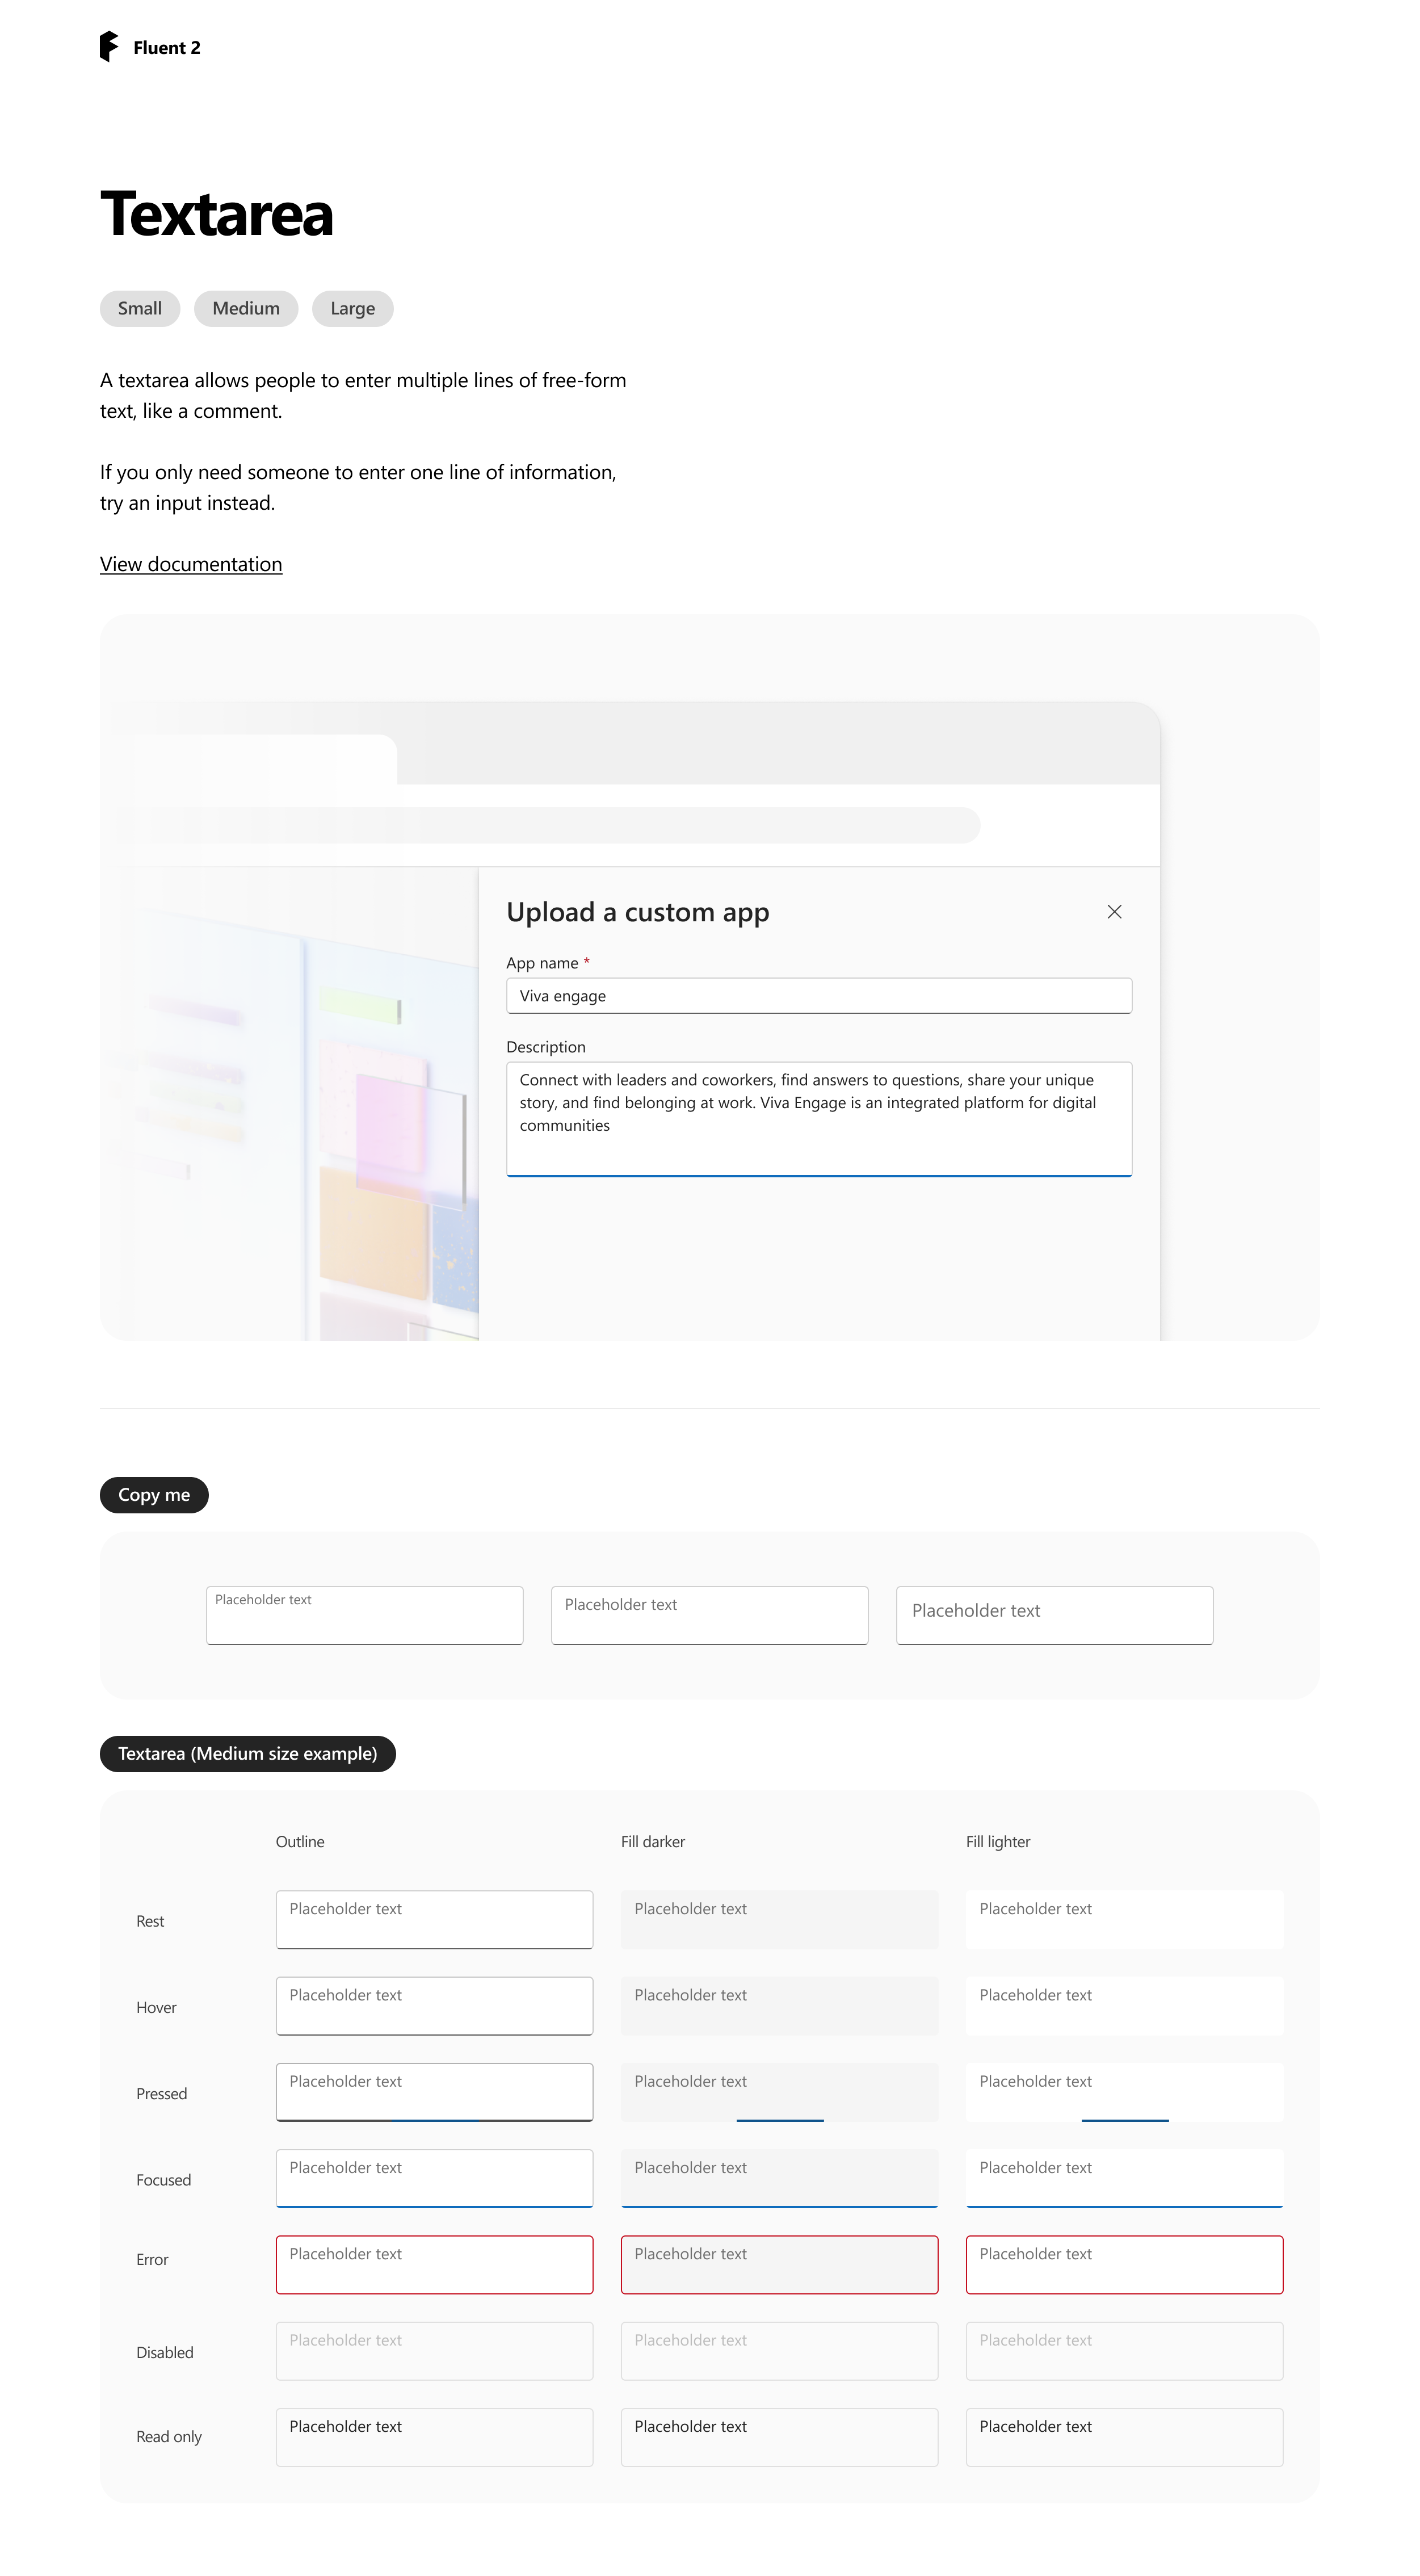 Fluent 2
Textarea
Small Medium Large
A textarea allows people to enter multiple lines of free-form
text, like a comment.
If you only need someone to enter one line of information,
try an input instead.
View documentation
Upload a custom app
App name *
Viva engage
Description
Connect with leaders and coworkers, find answers to questions, share your unique
story, and find belonging at work. Viva Engage is an integrated platform for digital
communities
Copy me
Placeholder text Placeholder text Placeholder text
Textarea (Medium size example)
Outline Fill darker Fill lighter
Rest Placeholder text Placeholder text Placeholder text
Hover Placeholder text Placeholder text Placeholder text
Pressed Placeholder text Placeholder text Placeholder text
Focused Placeholder text Placeholder text Placeholder text
Error Placeholder text Placeholder text Placeholder text
Disabled Placeholder text Placeholder text Placeholder text
Read only Placeholder text Placeholder text Placeholder text